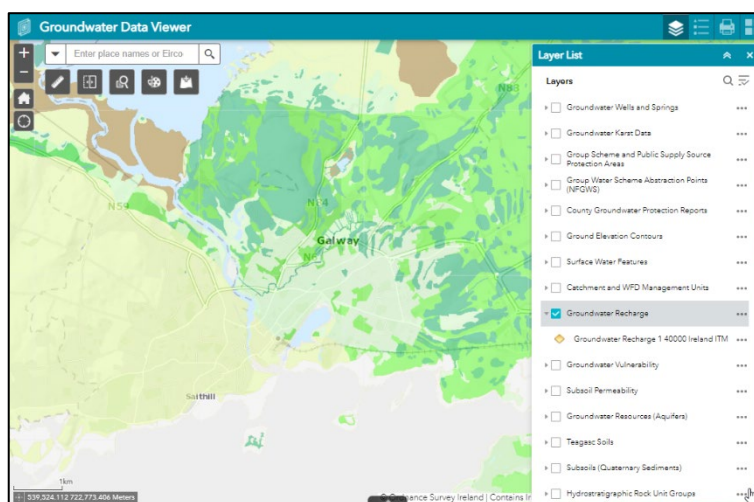 Groundwater Data Viewer
Enter place names or Eirco
Layer List
Layers
Groundwater Wells and Springs
Groundwater Karst Data
Group Scheme and Public Supply Source
Protection Areas
Group Water Scheme Abstraction Points
(NFGWS)
County Groundwater Protection Reports
Ground Elevation Contours
Surface Water Features
Catchment and WFD Management Units
Groundwater Recharge
Groundwater Recharge 1 40000 Ireland ITM
Groundwater Vulnerability
Subsoil Permeability
Groundwater Resources (Aquifers)
Teagasc Soils
Subsoils (Quaternary Sediments)
Hydrostratigraphic Rock Unit Groups
N83
N59
N84
Galway
N6
Salthill
1km
539,524.112 722,773.406 Meters
Ordnance Survey Ireland | Contains Ir